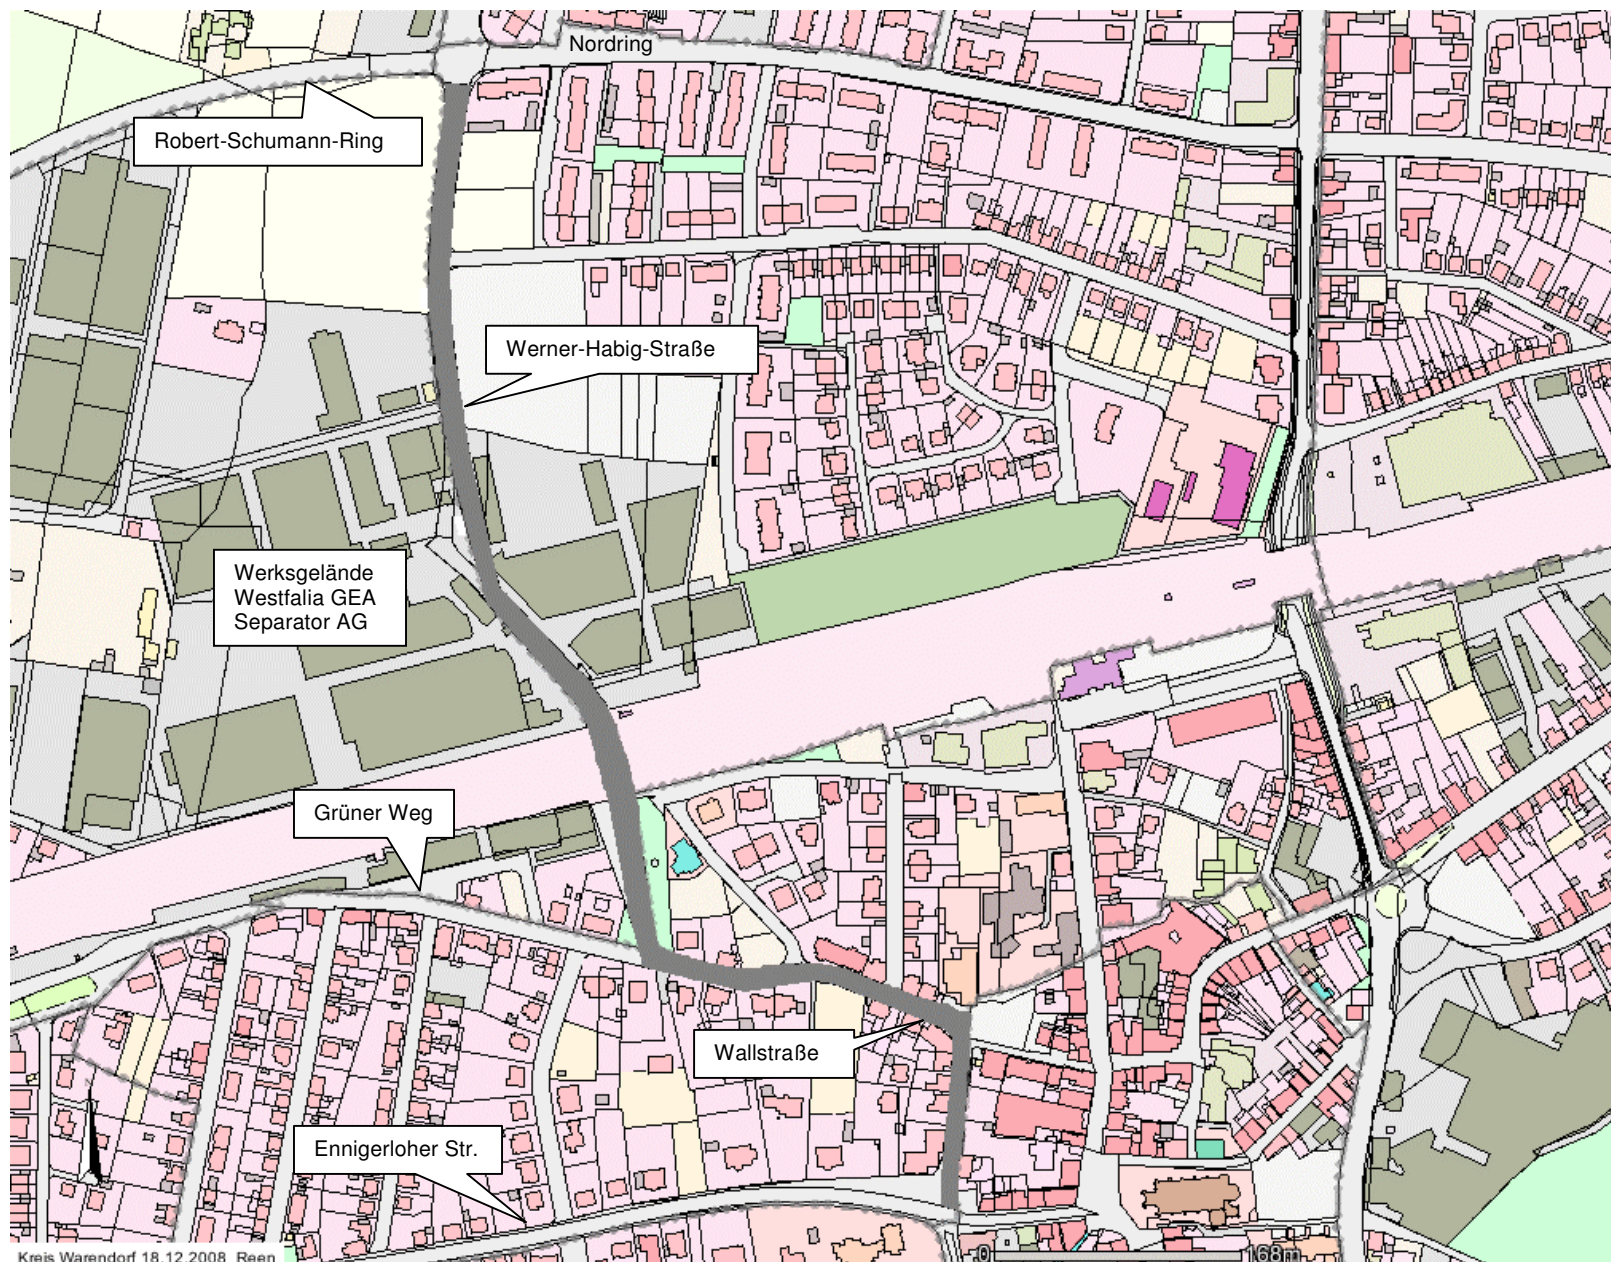 Nordring
Robert-Schumann-Ring
Werner-Habig-Straße
Werksgelände
Westfalia GEA
Separator AG
Grüner Weg
Wallstraße
Ennigerloher Str.
Kreis Warendorf 18.12.2008 Reen
0 168m